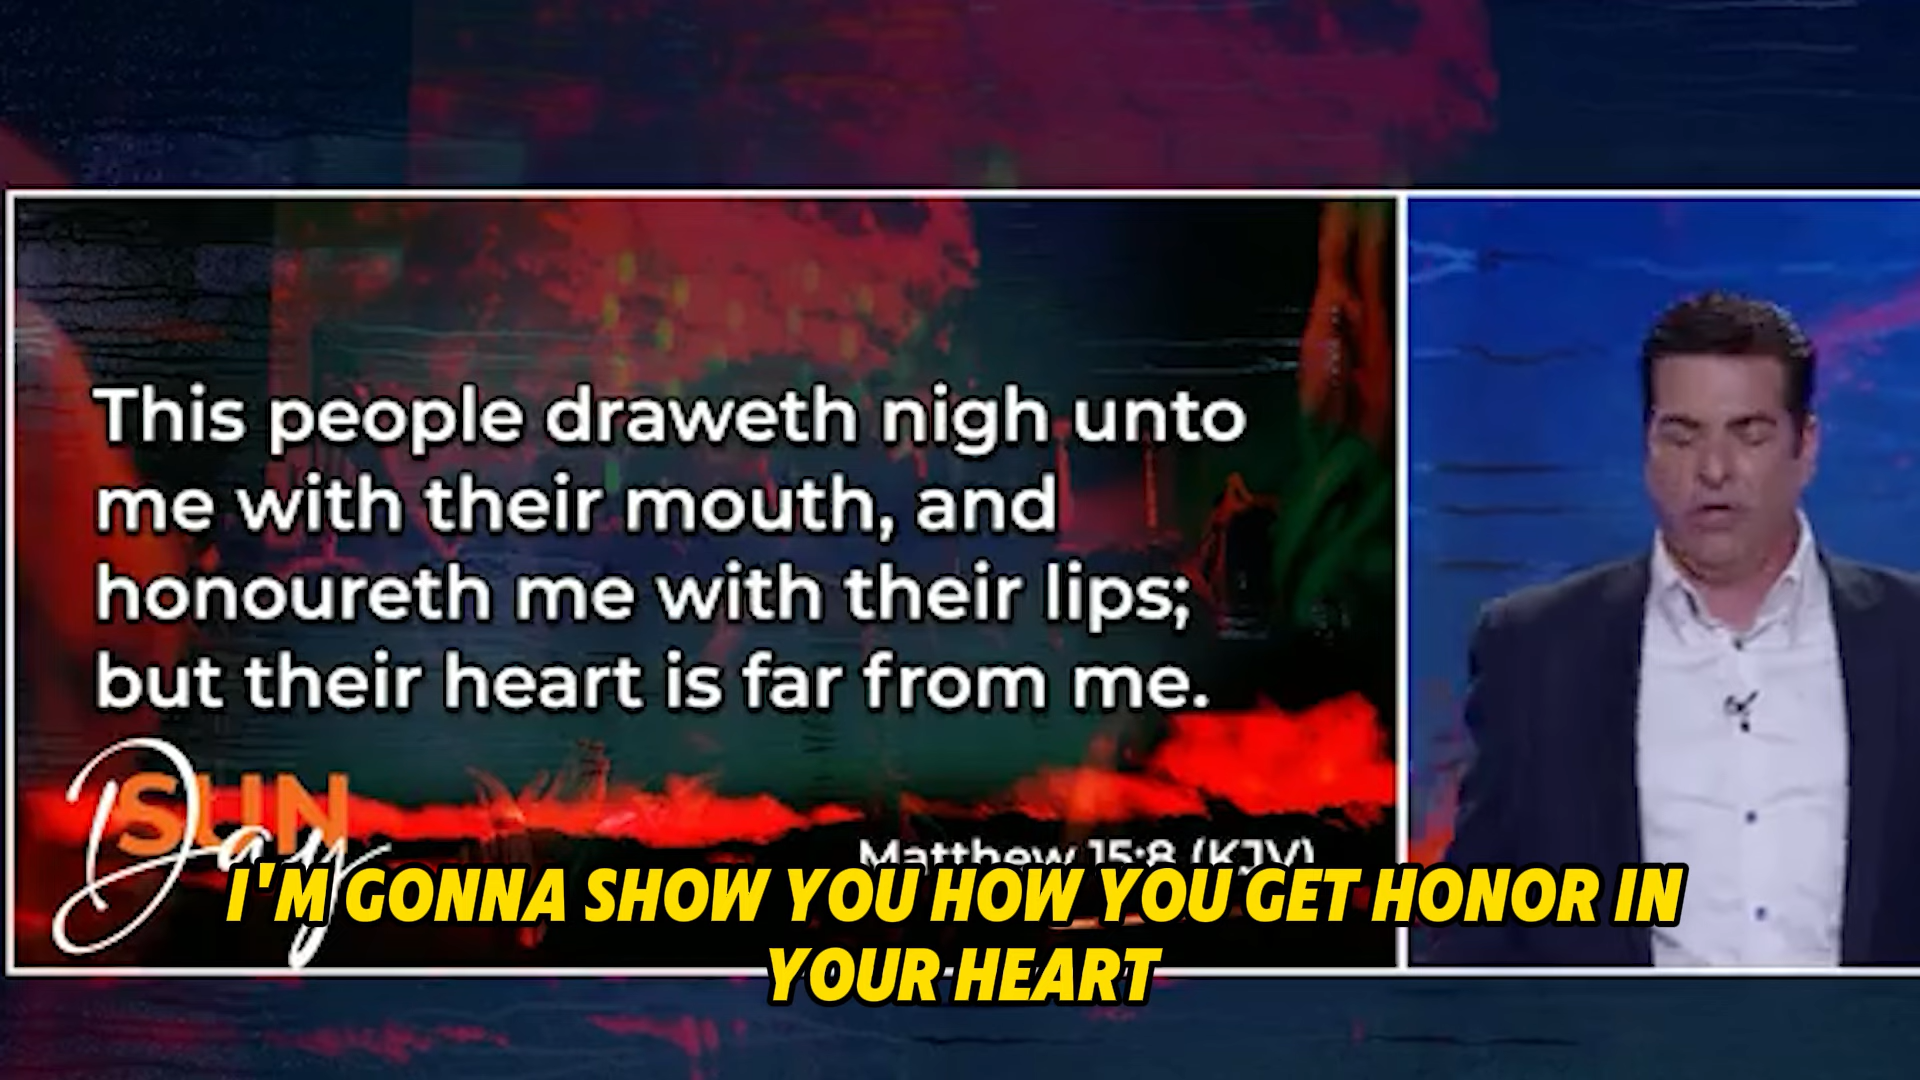 This people draweth nigh unto
me with their mouth, and
honoureth me with their lips;
but their heart is far from me.
SUN
Day
Matthew 15:8 (KJV)
I'M GONNA SHOW YOU HOW YOU GET HONOR IN
YOUR HEART